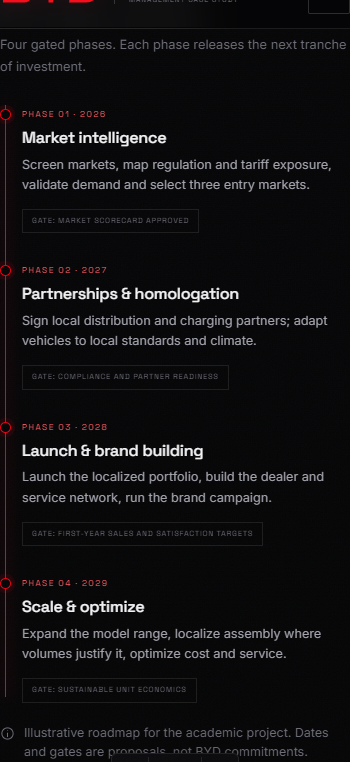 MANAGEMENT CASE STUDY
Four gated phases. Each phase releases the next tranche
of investment.
PHASE 01 · 2026
Market intelligence
Screen markets, map regulation and tariff exposure,
validate demand and select three entry markets.
GATE: MARKET SCORECARD APPROVED
PHASE 02 · 2027
Partnerships & homologation
Sign local distribution and charging partners; adapt
vehicles to local standards and climate.
GATE: COMPLIANCE AND PARTNER READINESS
PHASE 03 · 2028
Launch & brand building
Launch the localized portfolio, build the dealer and
service network, run the brand campaign.
GATE: FIRST-YEAR SALES AND SATISFACTION TARGETS
PHASE 04 · 2029
Scale & optimize
Expand the model range, localize assembly where
volumes justify it, optimize cost and service.
GATE: SUSTAINABLE UNIT ECONOMICS
Illustrative roadmap for the academic project. Dates
and gates are proposals, not BYD commitments.